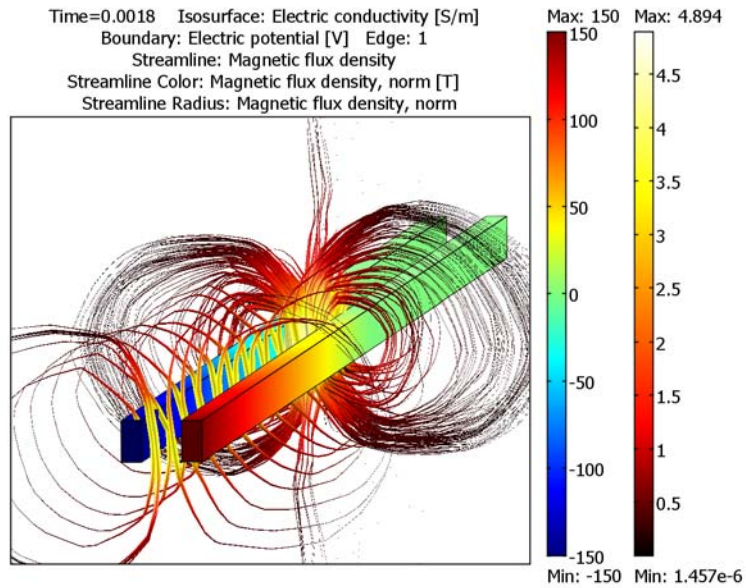 Time=0.0018 Isosurface: Electric conductivity [S/m]
Boundary: Electric potential [V] Edge: 1
Streamline: Magnetic flux density
Streamline Color: Magnetic flux density, norm [T]
Streamline Radius: Magnetic flux density, norm
Max: 150
150
100
50
0
-50
-100
-150
Min: -150
Max: 4.894
4.5
4
3.5
3
2.5
2
1.5
1
0.5
Min: 1.457e-6